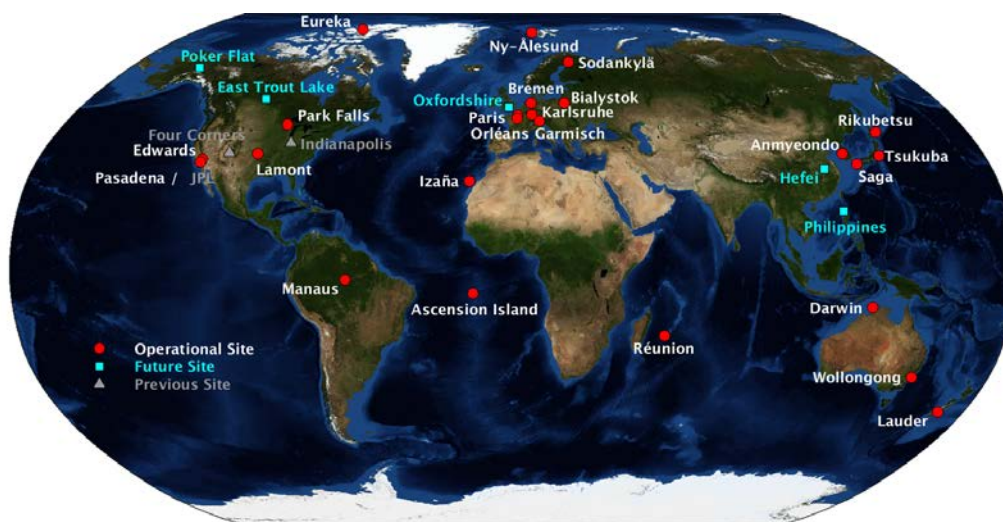 Eureka
Ny-Ålesund
Poker Flat
Sodankylä
East Trout Lake
Bremen
Oxfordshire
Bialystok
Paris
Karlsruhe
Park Falls
Orléans Garmisch
Rikubetsu
Four Corners
Indianapolis
Edwards
Anmyeondo
Tsukuba
Lamont
Pasadena / JPL
Saga
Izaña
Hefei
Philippines
Manaus
Ascension Island
Darwin
Réunion
Operational Site
Future Site
Previous Site
Wollongong
Lauder